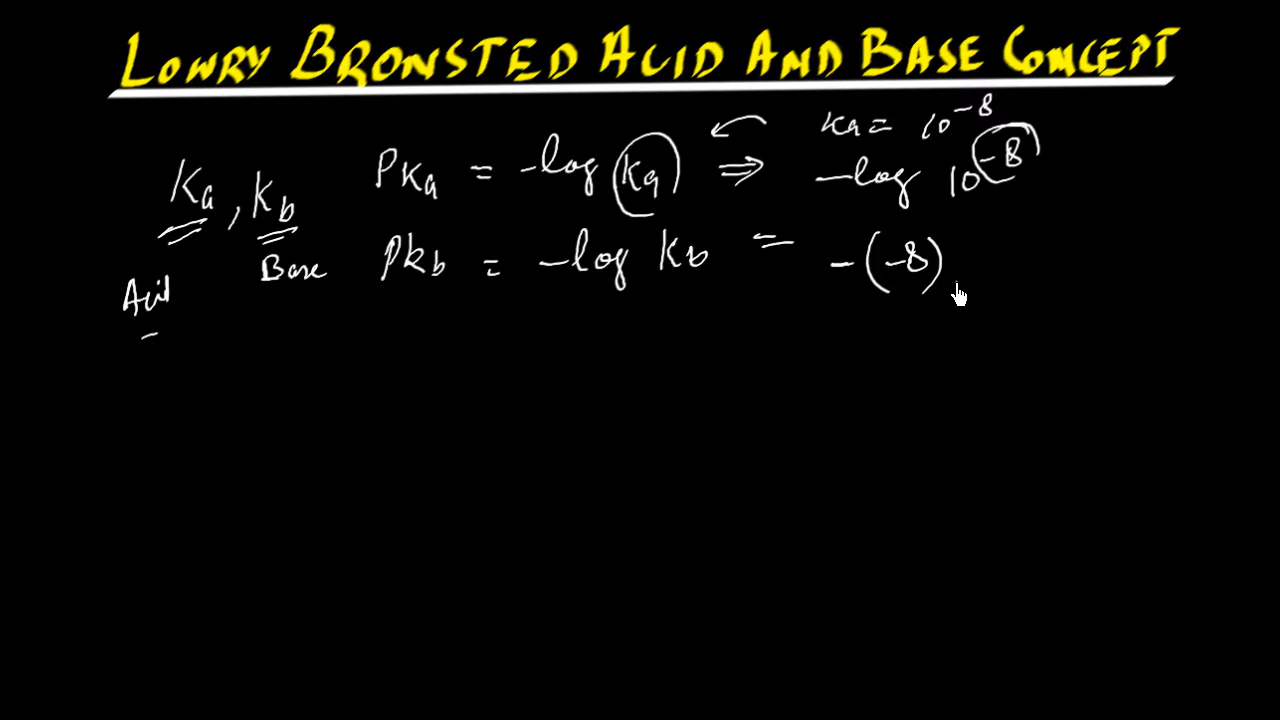 LOWRY BRONSTED ACID AND BASE CONCEPT
Ka = 10⁻⁸
Ka, Kb PKa = -log Ka ⇒ -log 10⁻⁸
Acid Base PKb = -log Kb = -(-8)